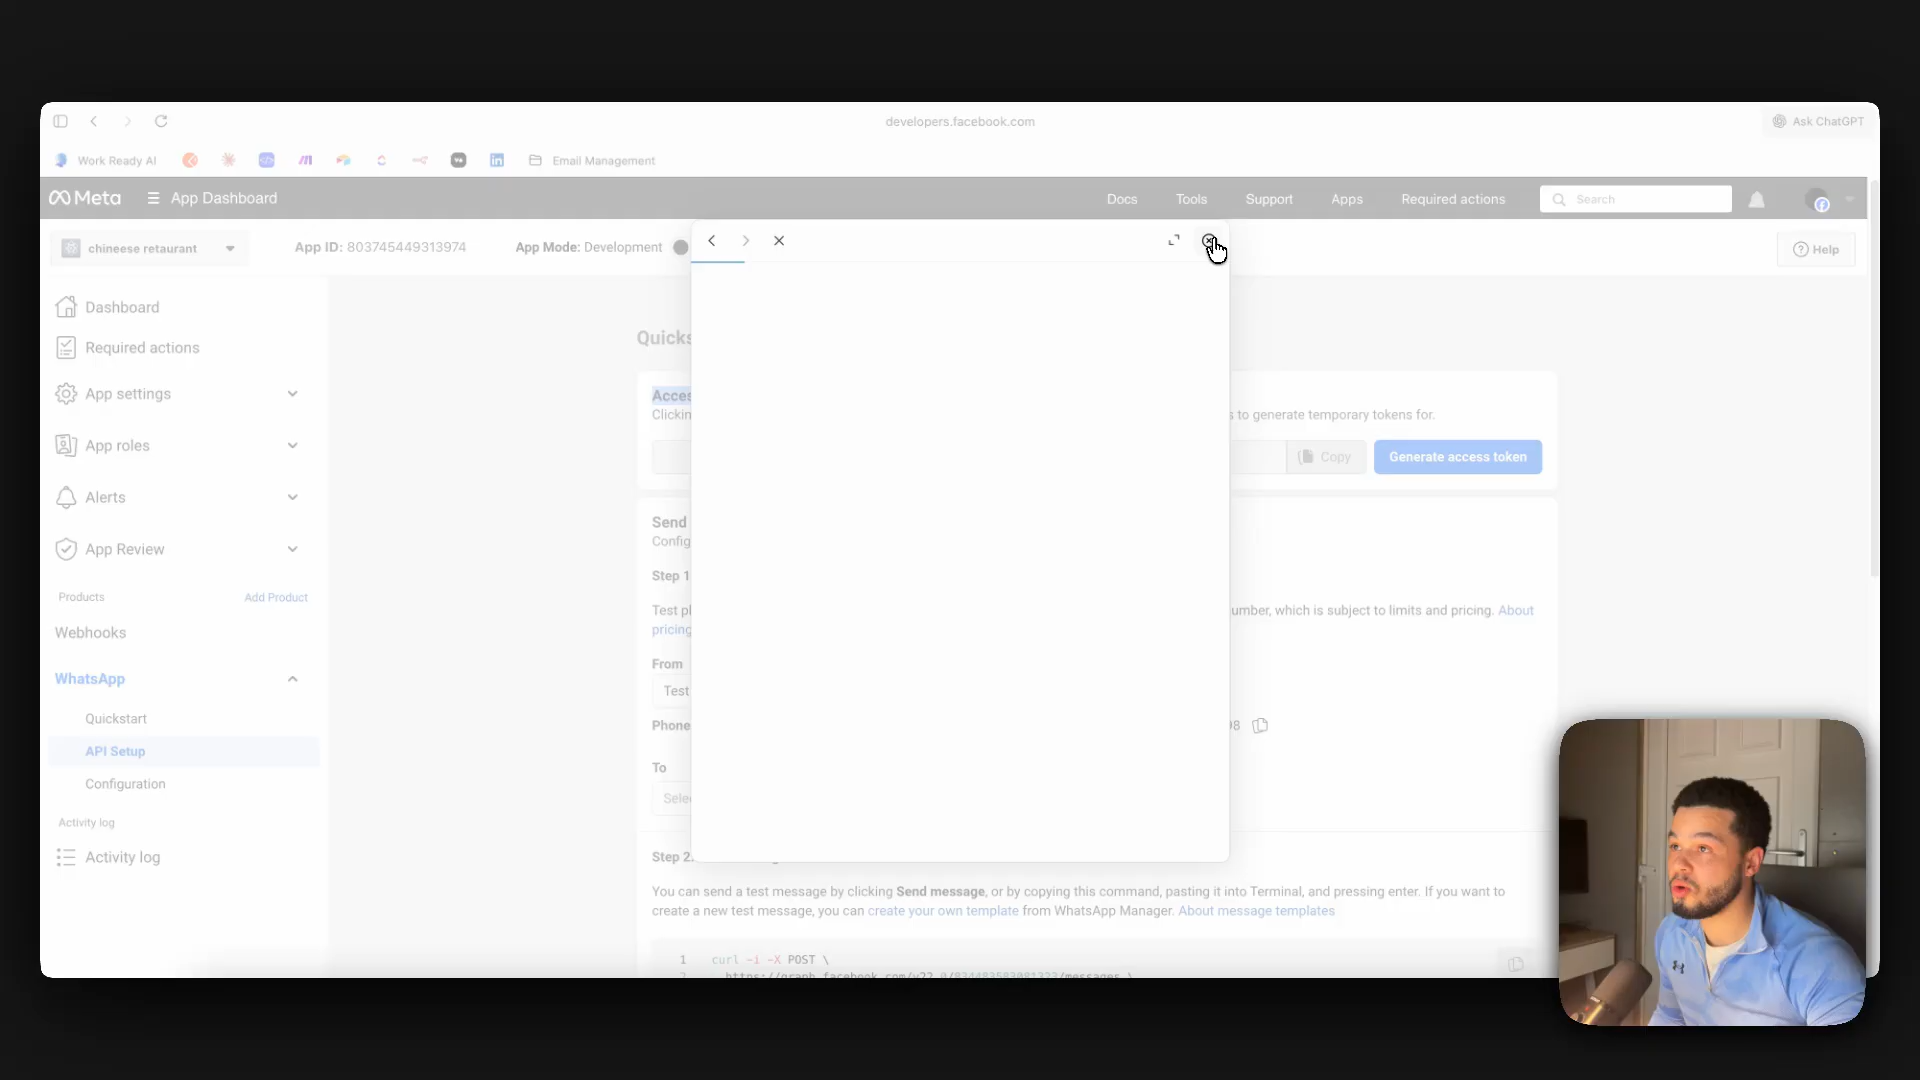 developers.facebook.com
Ask ChatGPT
Work Ready AI
Email Management
Meta
App Dashboard
Docs
Tools
Support
Apps
Required actions
Search
chineese retaurant
App ID: 803745449313974
App Mode: Development
Help
Dashboard
Required actions
App settings
App roles
Alerts
App Review
Products
Add Product
Webhooks
WhatsApp
Quickstart
API Setup
Configuration
Activity log
Activity log
Quicks
Acces
Clickin
s to generate temporary tokens for.
Copy
Generate access token
Send
Config
Step 1
Test pl
umber, which is subject to limits and pricing. About
pricing
From
Test
Phone
98
To
Selec
Step 2.
You can send a test message by clicking Send message, or by copying this command, pasting it into Terminal, and pressing enter. If you want to
create a new test message, you can create your own template from WhatsApp Manager. About message templates
1 curl -i -X POST \